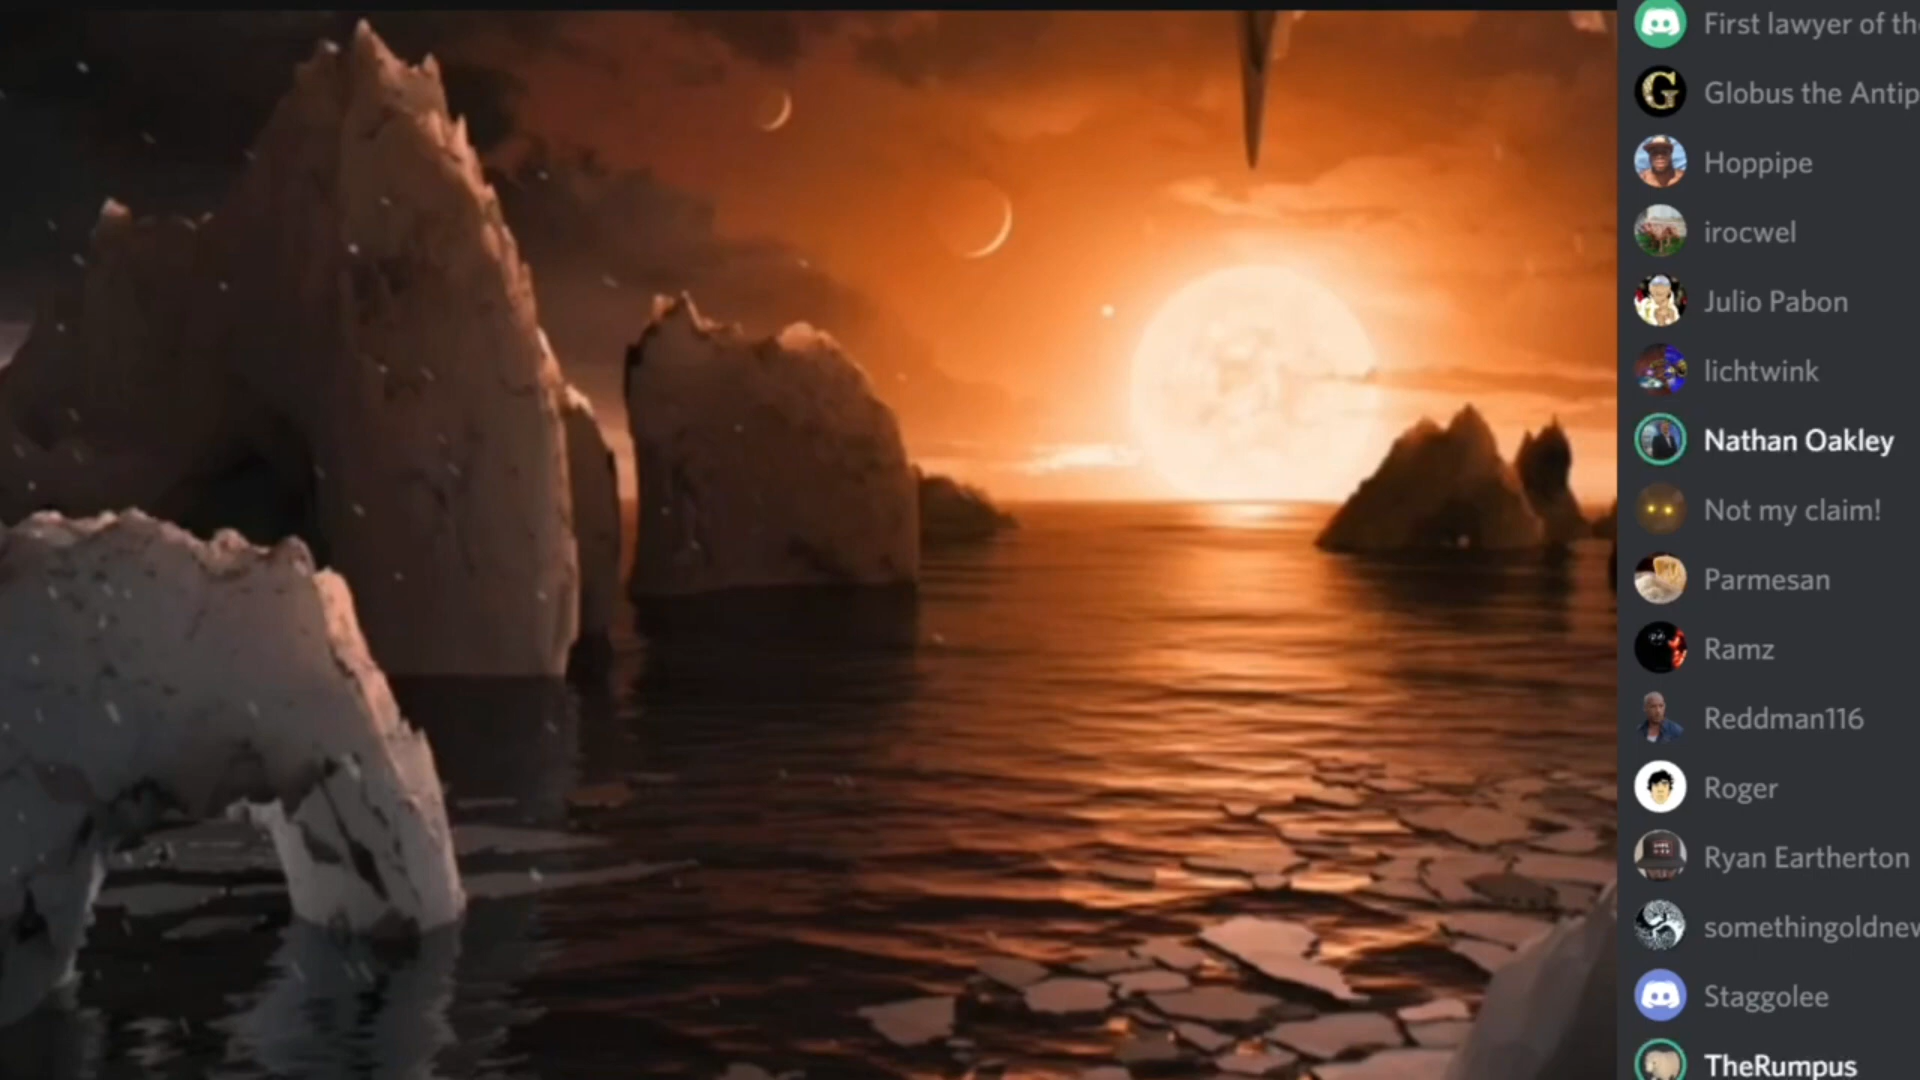 First lawyer of th
Globus the Antip
Hoppipe
irocwel
Julio Pabon
lichtwink
Nathan Oakley
Not my claim!
Parmesan
Ramz
Reddman116
Roger
Ryan Eartherton
somethingoldnew
Staggolee
TheRumpus